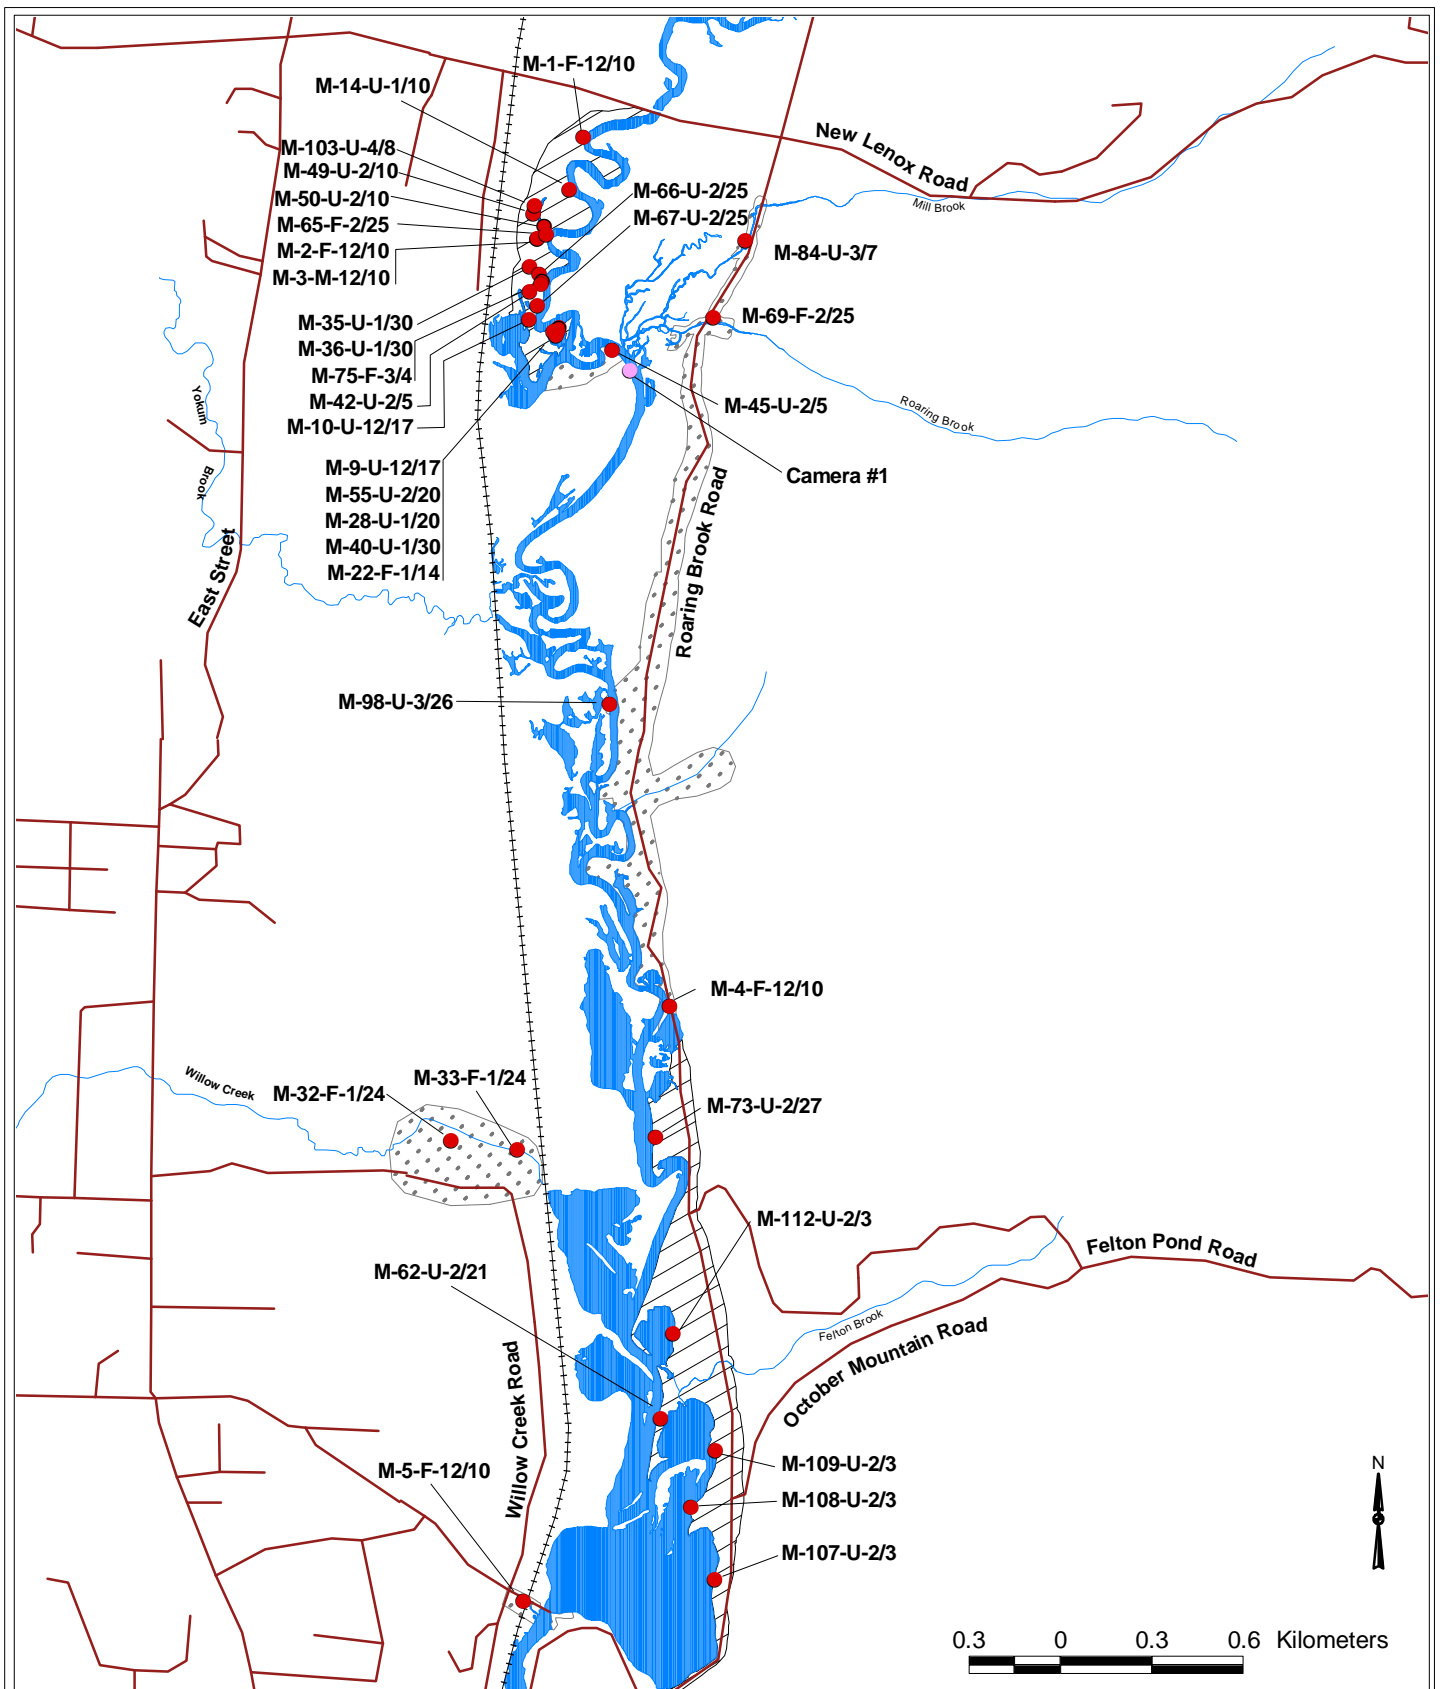 M-1-F-12/10
M-14-U-1/10
New Lenox Road
M-103-U-4/8
M-49-U-2/10
M-50-U-2/10
M-65-F-2/25
M-2-F-12/10
M-3-M-12/10
M-66-U-2/25
M-67-U-2/25
Mill Brook
M-84-U-3/7
M-69-F-2/25
M-35-U-1/30
M-36-U-1/30
M-75-F-3/4
M-42-U-2/5
M-10-U-12/17
M-45-U-2/5
Roaring Brook
Yokum
Brook
Camera #1
M-9-U-12/17
M-55-U-2/20
M-28-U-1/20
M-40-U-1/30
M-22-F-1/14
East Street
Roaring Brook Road
M-98-U-3/26
M-4-F-12/10
Willow Creek
M-32-F-1/24
M-33-F-1/24
M-73-U-2/27
M-112-U-2/3
Felton Pond Road
M-62-U-2/21
Felton Brook
October Mountain Road
Willow Creek Road
M-5-F-12/10
M-109-U-2/3
M-108-U-2/3
M-107-U-2/3
N
0.3 0 0.3 0.6 Kilometers